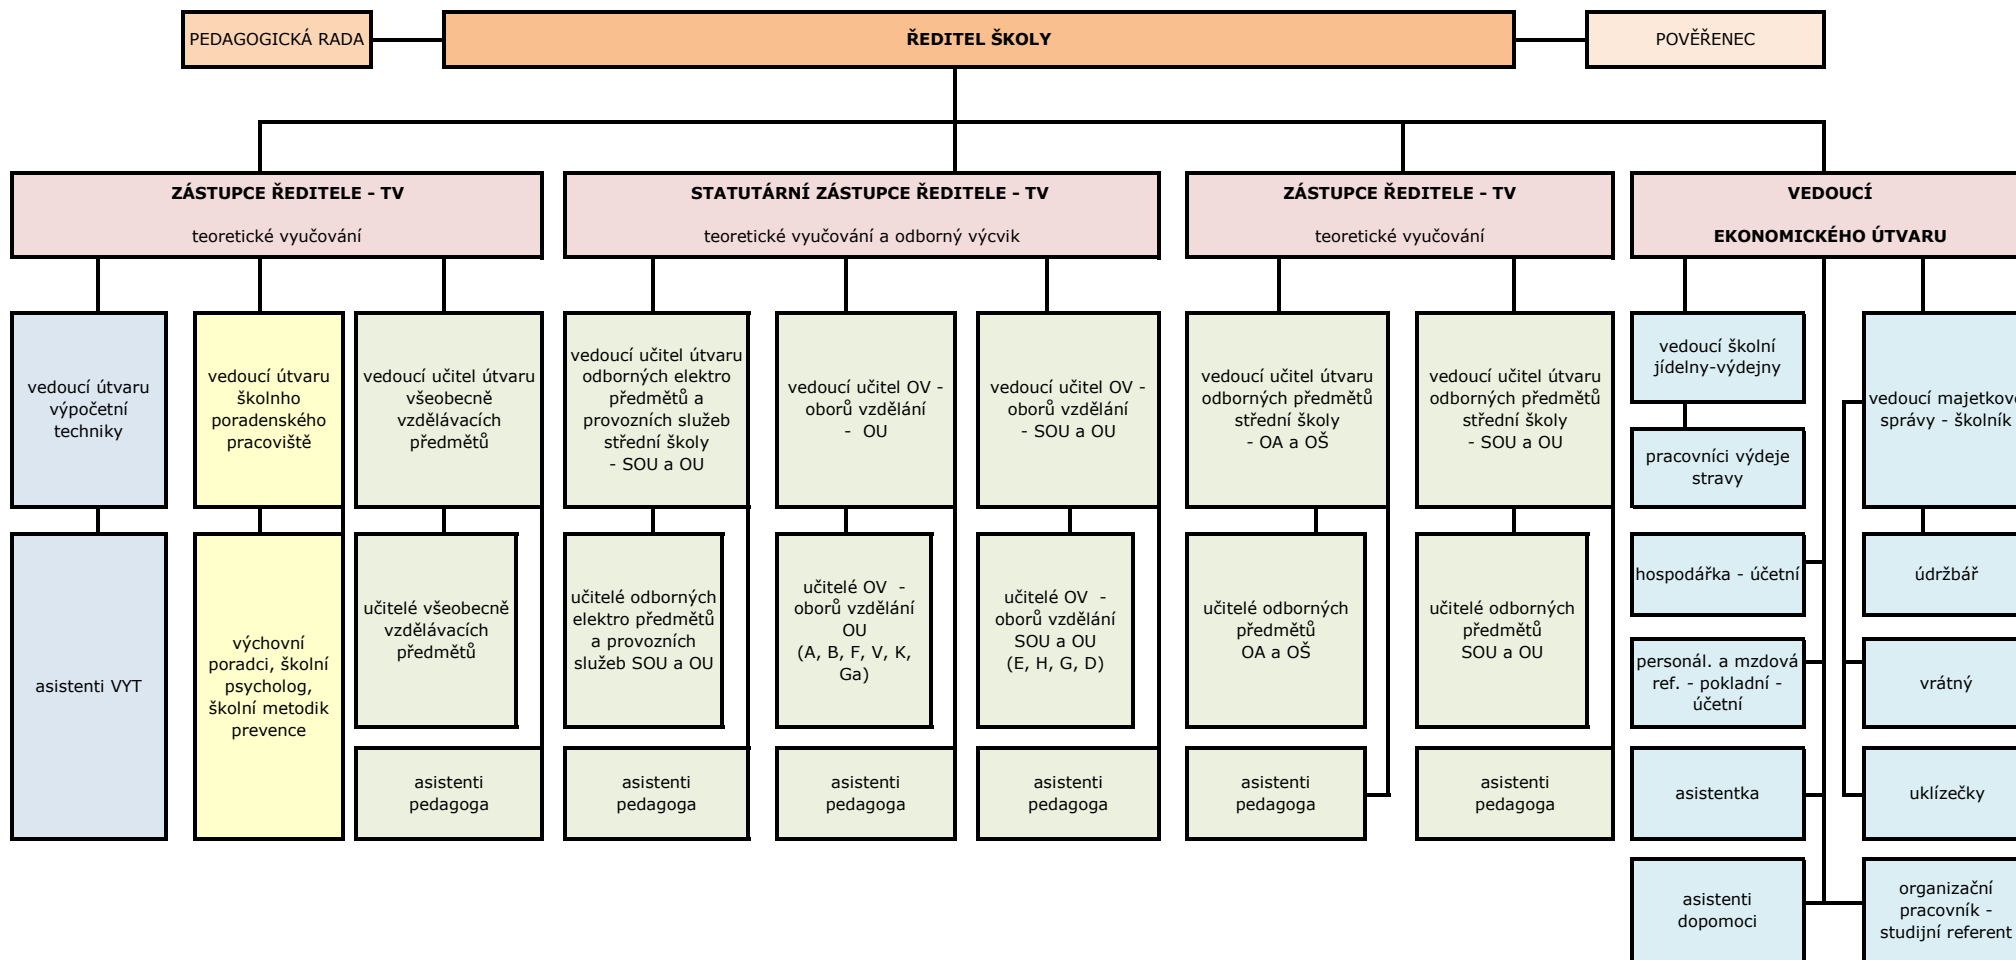 PEDAGOGICKÁ RADA
ŘEDITEL ŠKOLY
POVĚŘENEC
ZÁSTUPCE ŘEDITELE - TV
teoretické vyučování
STATUTÁRNÍ ZÁSTUPCE ŘEDITELE - TV
teoretické vyučování a odborný výcvik
ZÁSTUPCE ŘEDITELE - TV
teoretické vyučování
VEDOUCÍ
EKONOMICKÉHO ÚTVARU
vedoucí útvaru
výpočetní
techniky
vedoucí útvaru
školnho
poradenského
pracoviště
vedoucí učitel útvaru
všeobecně
vzdělávacích
předmětů
vedoucí učitel útvaru
odborných elektro
předmětů a
provozních služeb
střední školy
- SOU a OU
vedoucí učitel OV -
oborů vzdělání
- OU
vedoucí učitel OV -
oborů vzdělání
- SOU a OU
vedoucí učitel útvaru
odborných předmětů
střední školy
- OA a OŠ
vedoucí učitel útvaru
odborných předmětů
střední školy
- SOU a OU
vedoucí školní
jídelny-výdejny
pracovníci výdeje
stravy
vedoucí majetkové
správy - školník
asistenti VYT
výchovní
poradci, školní
psycholog,
školní metodik
prevence
učitelé všeobecně
vzdělávacích
předmětů
učitelé odborných
elektro předmětů
a provozních
služeb SOU a OU
učitelé OV -
oborů vzdělání
OU
(A, B, F, V, K,
Ga)
učitelé OV -
oborů vzdělání
SOU a OU
(E, H, G, D)
učitelé odborných
předmětů
OA a OŠ
učitelé odborných
předmětů
SOU a OU
hospodářka - účetní
údržbář
personál. a mzdová
ref. - pokladní -
účetní
vrátný
asistenti
pedagoga
asistenti
pedagoga
asistenti
pedagoga
asistenti
pedagoga
asistenti
pedagoga
asistenti
pedagoga
asistentka
uklízečky
asistenti
dopomoci
organizační
pracovník -
studijní referent